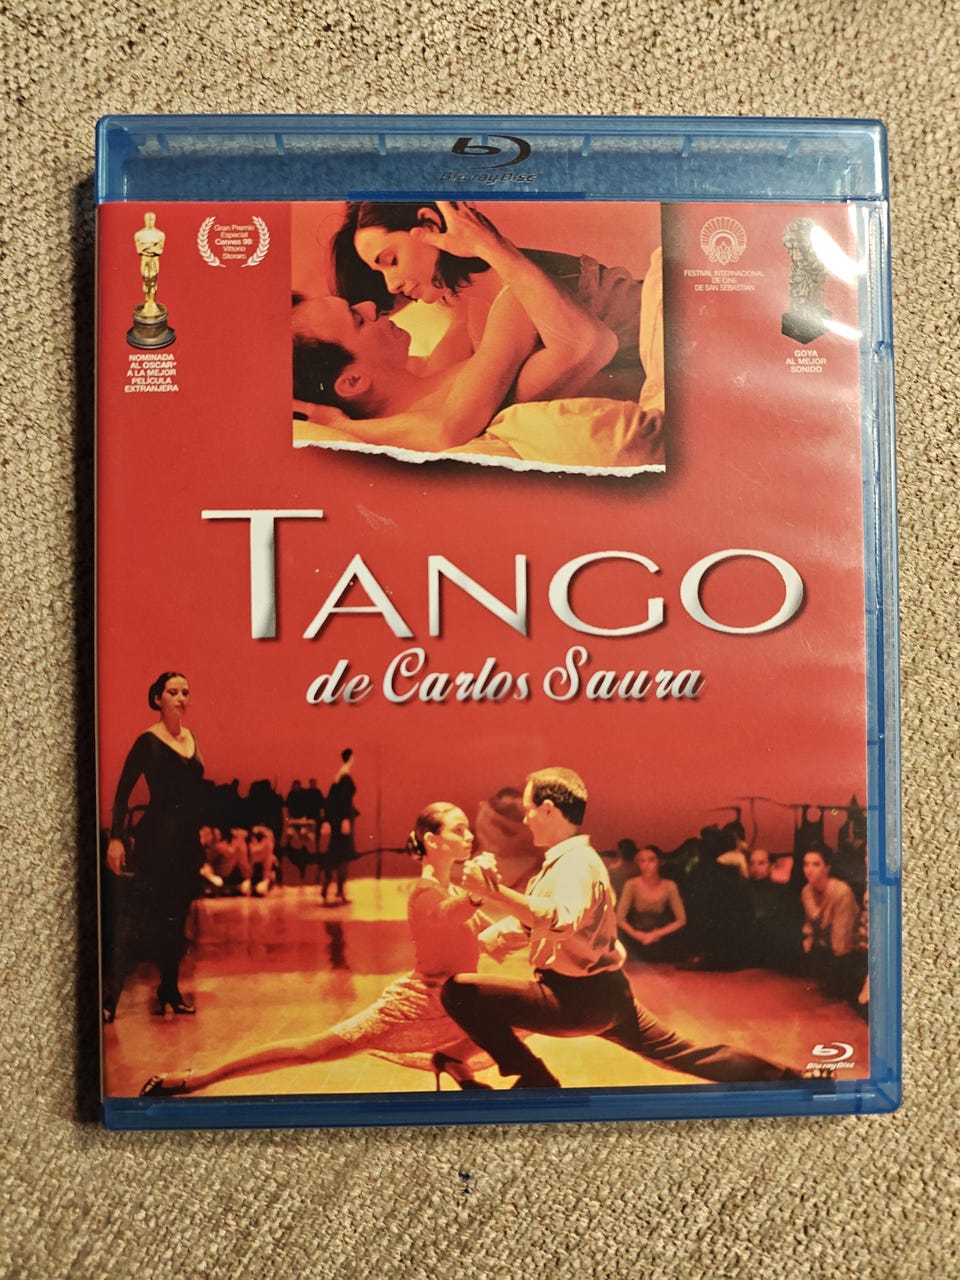 Blu-ray Disc
NOMINADA
AL OSCAR®
A LA MEJOR
PELÍCULA
EXTRANJERA
Gran Premio
Especial
Cannes 98
Vittorio
Storaro
FESTIVAL INTERNACIONAL
DE CINE
DE SAN SEBASTIAN
GOYA
AL MEJOR
SONIDO
TANGO
de Carlos Saura
Blu-ray Disc